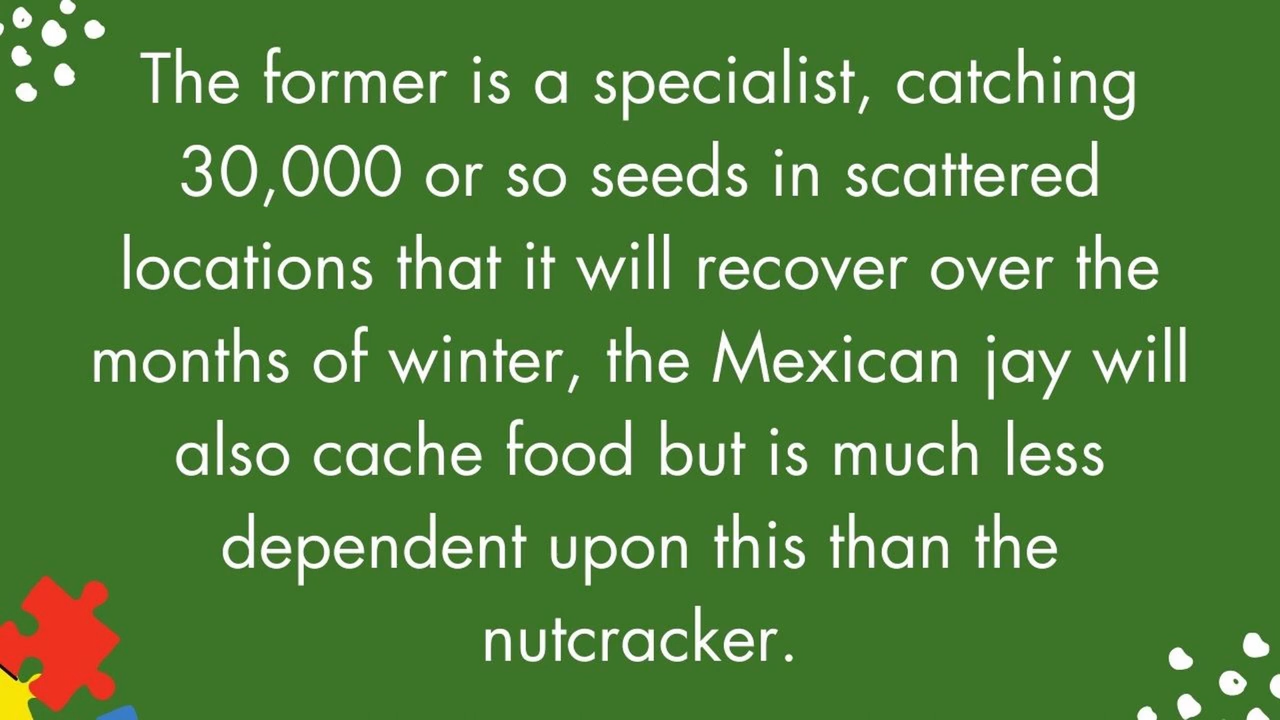 The former is a specialist, catching
30,000 or so seeds in scattered
locations that it will recover over the
months of winter, the Mexican jay will
also cache food but is much less
dependent upon this than the
nutcracker.